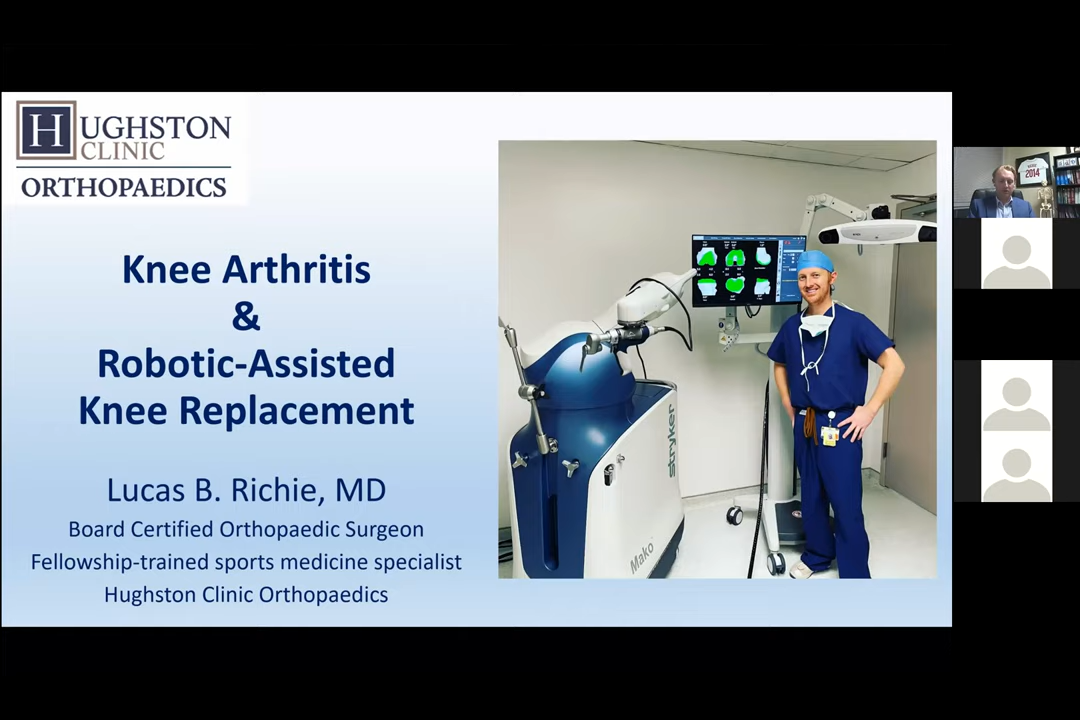 HUGHSTON
CLINIC
ORTHOPAEDICS
Knee Arthritis
&
Robotic-Assisted
Knee Replacement
Lucas B. Richie, MD
Board Certified Orthopaedic Surgeon
Fellowship-trained sports medicine specialist
Hughston Clinic Orthopaedics
stryker
Mako
2014